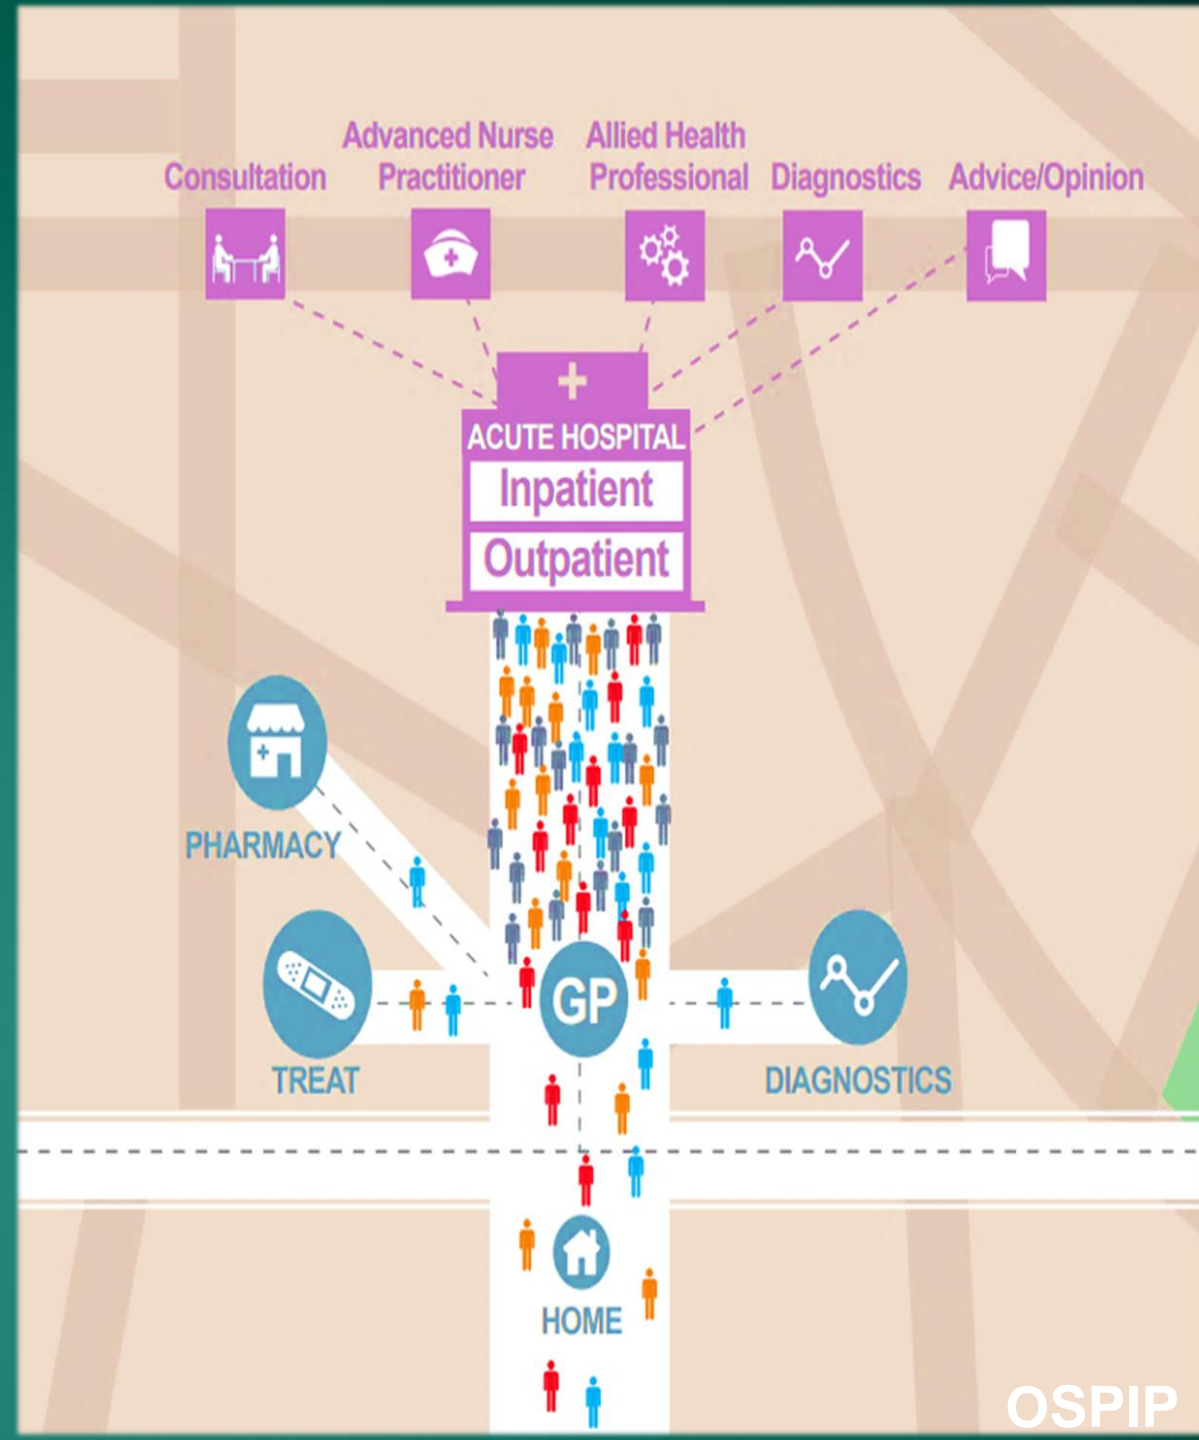 Advanced Nurse
Practitioner
Allied Health
Professional
Consultation
Diagnostics
Advice/Opinion
ACUTE HOSPITAL
Inpatient
Outpatient
PHARMACY
GP
TREAT
DIAGNOSTICS
HOME
OSPIP